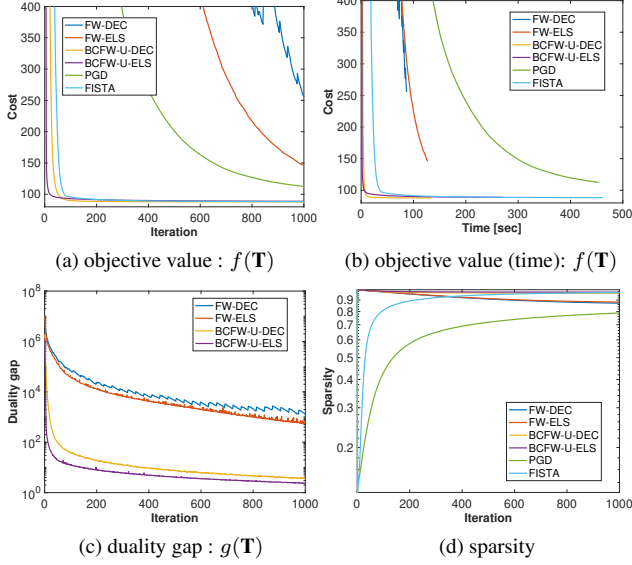 400
350
300
250
200
150
100
Cost
0 200 400 600 800 1000
Iteration
FW-DEC
FW-ELS
BCFW-U-DEC
BCFW-U-ELS
PGD
FISTA
(a) objective value : f(T)
400
350
300
250
200
150
100
Cost
0 100 200 300 400 500
Time [sec]
FW-DEC
FW-ELS
BCFW-U-DEC
BCFW-U-ELS
PGD
FISTA
(b) objective value (time): f(T)
10^8
10^6
10^4
10^2
10^0
Duality gap
0 200 400 600 800 1000
Iteration
FW-DEC
FW-ELS
BCFW-U-DEC
BCFW-U-ELS
(c) duality gap : g(T)
0.9
0.8
0.7
0.5
0.3
0.2
Sparsity
0 200 400 600 800 1000
Iteration
FW-DEC
FW-ELS
BCFW-U-DEC
BCFW-U-ELS
PGD
FISTA
(d) sparsity